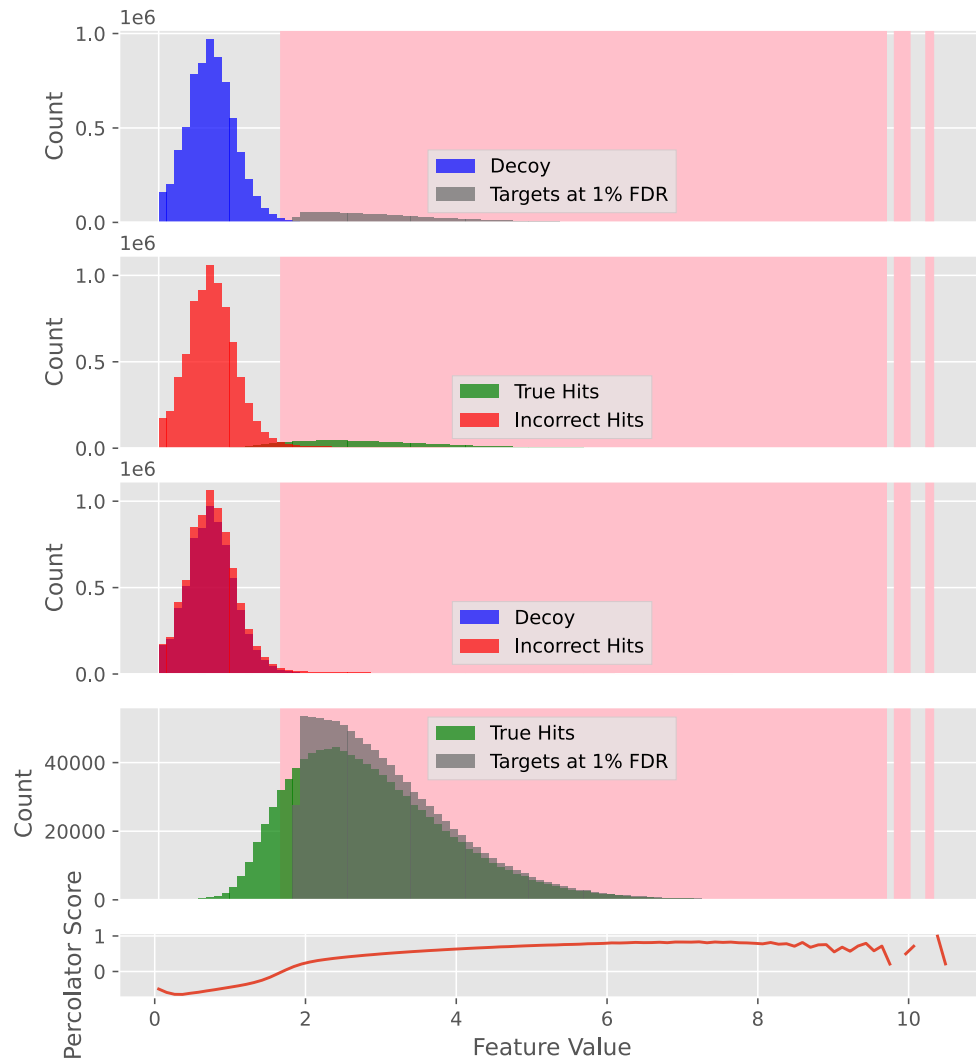 1e6
1.0
0.5
0.0
Count
Decoy
Targets at 1% FDR
1e6
1.0
0.5
0.0
Count
True Hits
Incorrect Hits
1e6
1.0
0.5
0.0
Count
Decoy
Incorrect Hits
40000
20000
0
Count
True Hits
Targets at 1% FDR
1
0
Percolator Score
0 2 4 6 8 10
Feature Value